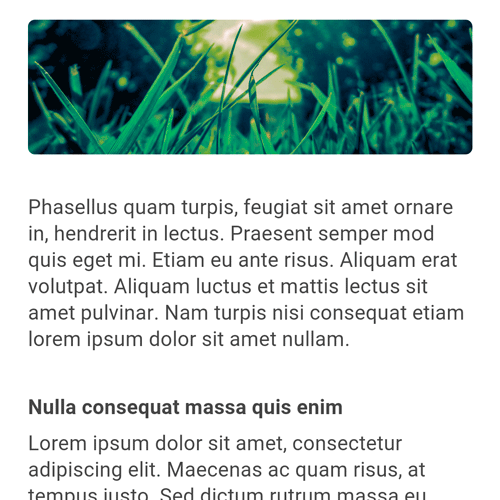 Phasellus quam turpis, feugiat sit amet ornare
in, hendrerit in lectus. Praesent semper mod
quis eget mi. Etiam eu ante risus. Aliquam erat
volutpat. Aliquam luctus et mattis lectus sit
amet pulvinar. Nam turpis nisi consequat etiam
lorem ipsum dolor sit amet nullam.
Nulla consequat massa quis enim
Lorem ipsum dolor sit amet, consectetur
adipiscing elit. Maecenas ac quam risus, at
tempus justo. Sed dictum rutrum massa eu